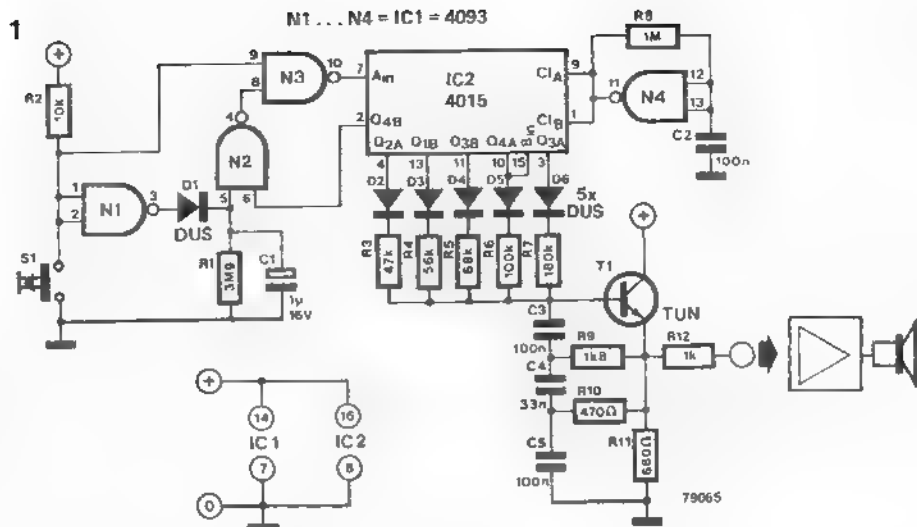 1
N1 . . . N4 = IC1 = 4093
R2
10k
1
2
N1
3
D1
DUS
S1
R1
3M9
C1
1µ
16V
4
N2
5
6
9
8
N3
10
7
Ain
2
Q4B
IC2
4015
ClA
9
ClB
1
Q2A
Q1B
Q3B
Q4A
Bin
Q3A
4
13
11
10
15
3
D2
D3
D4
D5
D6
5x
DUS
R3
47k
R4
56k
R5
68k
R6
100k
R7
180k
R8
1M
11
N4
12
13
C2
100n
T1
TUN
C3
100n
R9
1k8
C4
33n
R10
470Ω
C5
100n
R11
680Ω
R12
1k
14
IC1
7
16
IC2
8
0
79065